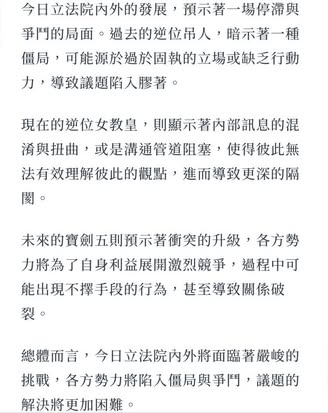 今日立法院內外的發展，預示著一場停滯與
爭鬥的局面。過去的逆位吊人，暗示著一種
僵局，可能源於過於固執的立場或缺乏行動
力，導致議題陷入膠著。
現在的逆位女教皇，則顯示著內部訊息的混
淆與扭曲，或是溝通管道阻塞，使得彼此無
法有效理解彼此的觀點，進而導致更深的隔
閡。
未來的寶劍五則預示著衝突的升級，各方勢
力將為了自身利益展開激烈競爭，過程中可
能出現不擇手段的行為，甚至導致關係破
裂。
總體而言，今日立法院內外將面臨著嚴峻的
挑戰，各方勢力將陷入僵局與爭鬥，議題的
解決將更加困難。